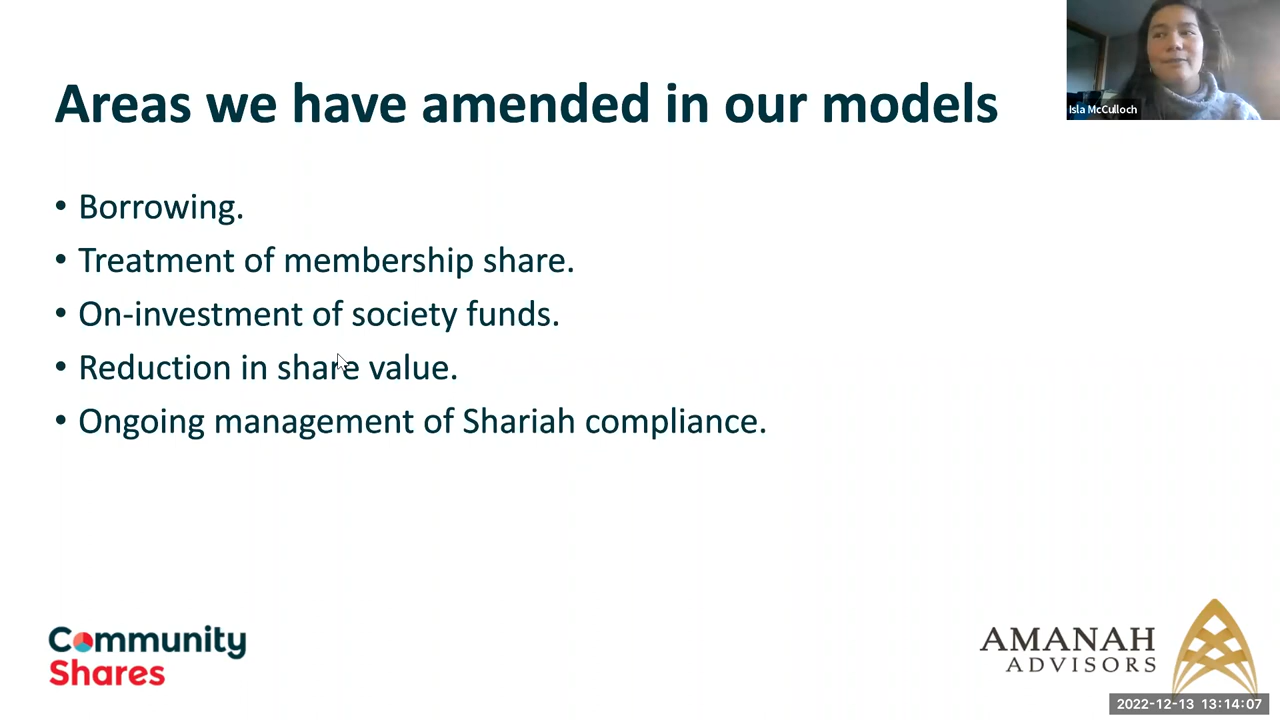 Areas we have amended in our models
Isla McCulloch
• Borrowing.
• Treatment of membership share.
• On-investment of society funds.
• Reduction in share value.
• Ongoing management of Shariah compliance.
Community
Shares
AMANAH
ADVISORS
2022-12-13 13:14:07